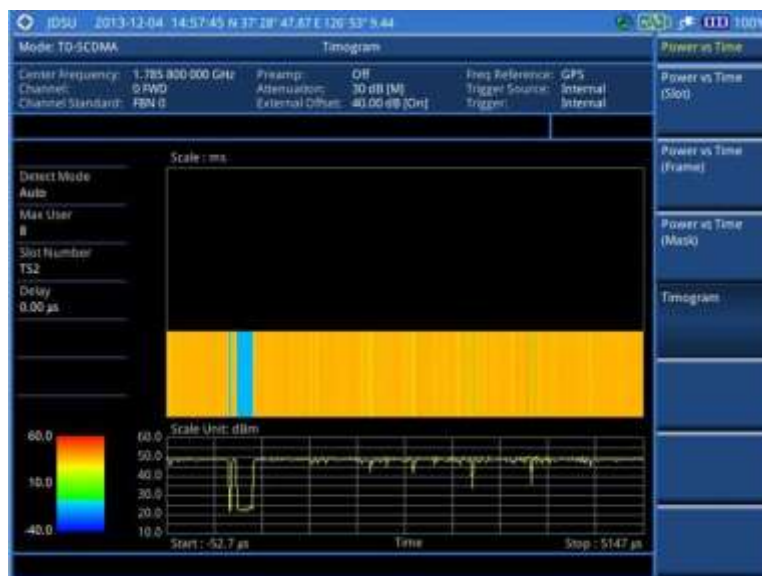 JDSU 2013-12-04 14:57:45 N 37° 28' 47.87 E 126° 53' 9.44 100%
Mode: TD-SCDMA Timogram Power vs Time
Center Frequency: 1.785 800 000 GHz Preamp: Off Freq Reference: GPS
Channel: 0 FWD Attenuation: 30 dB [M] Trigger Source: Internal
Channel Standard: FBN 0 External Offset: 40.00 dB [On] Trigger: Internal
Power vs Time
(Slot)
Power vs Time
(Frame)
Power vs Time
(Mask)
Timogram
Scale : ms
Detect Mode
Auto
Max User
8
Slot Number
TS2
Delay
0.00 µs
Scale Unit: dBm
60.0
10.0
-40.0
60.0
50.0
40.0
30.0
20.0
10.0
Start : -52.7 µs Time Stop : 5147 µs